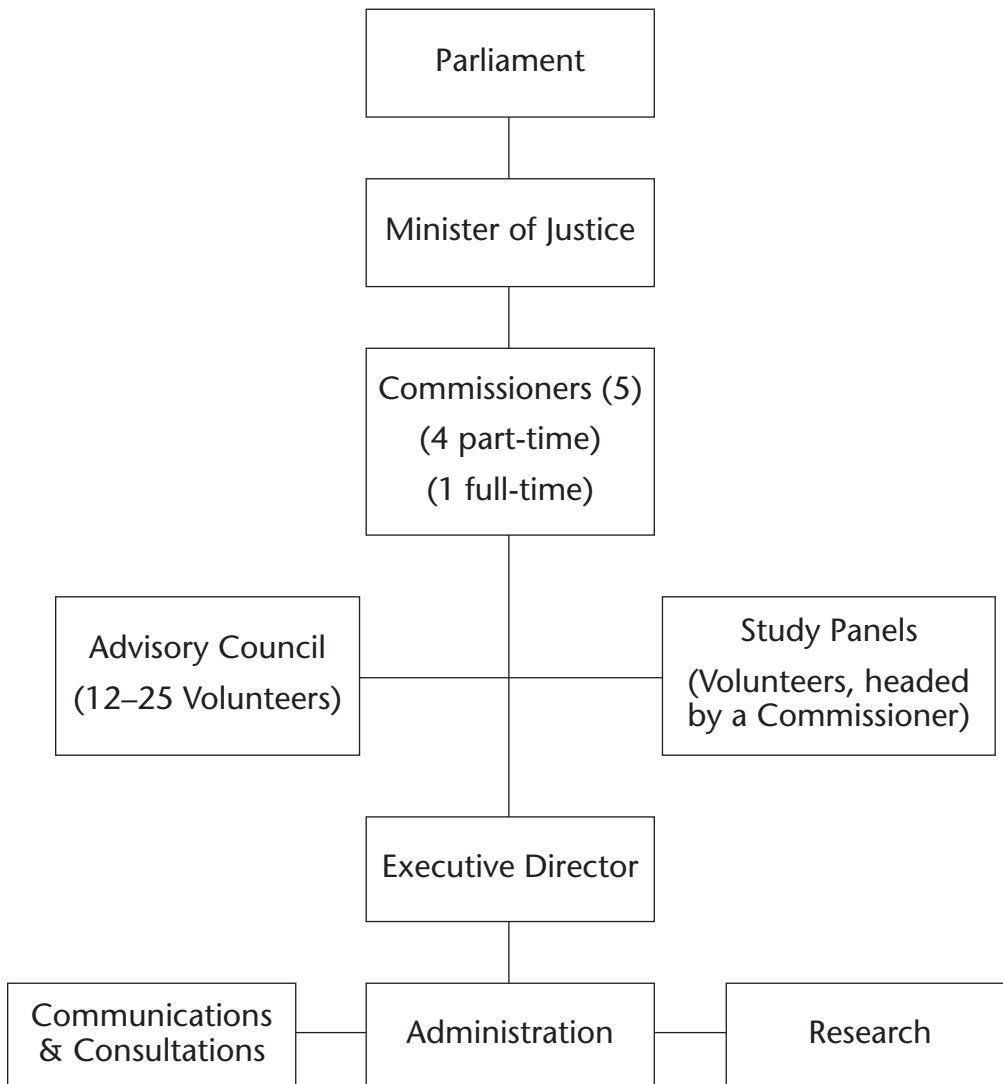 Parliament
Minister of Justice
Commissioners (5)
(4 part-time)
(1 full-time)
Advisory Council
(12–25 Volunteers)
Study Panels
(Volunteers, headed
by a Commissioner)
Executive Director
Communications
& Consultations
Administration
Research